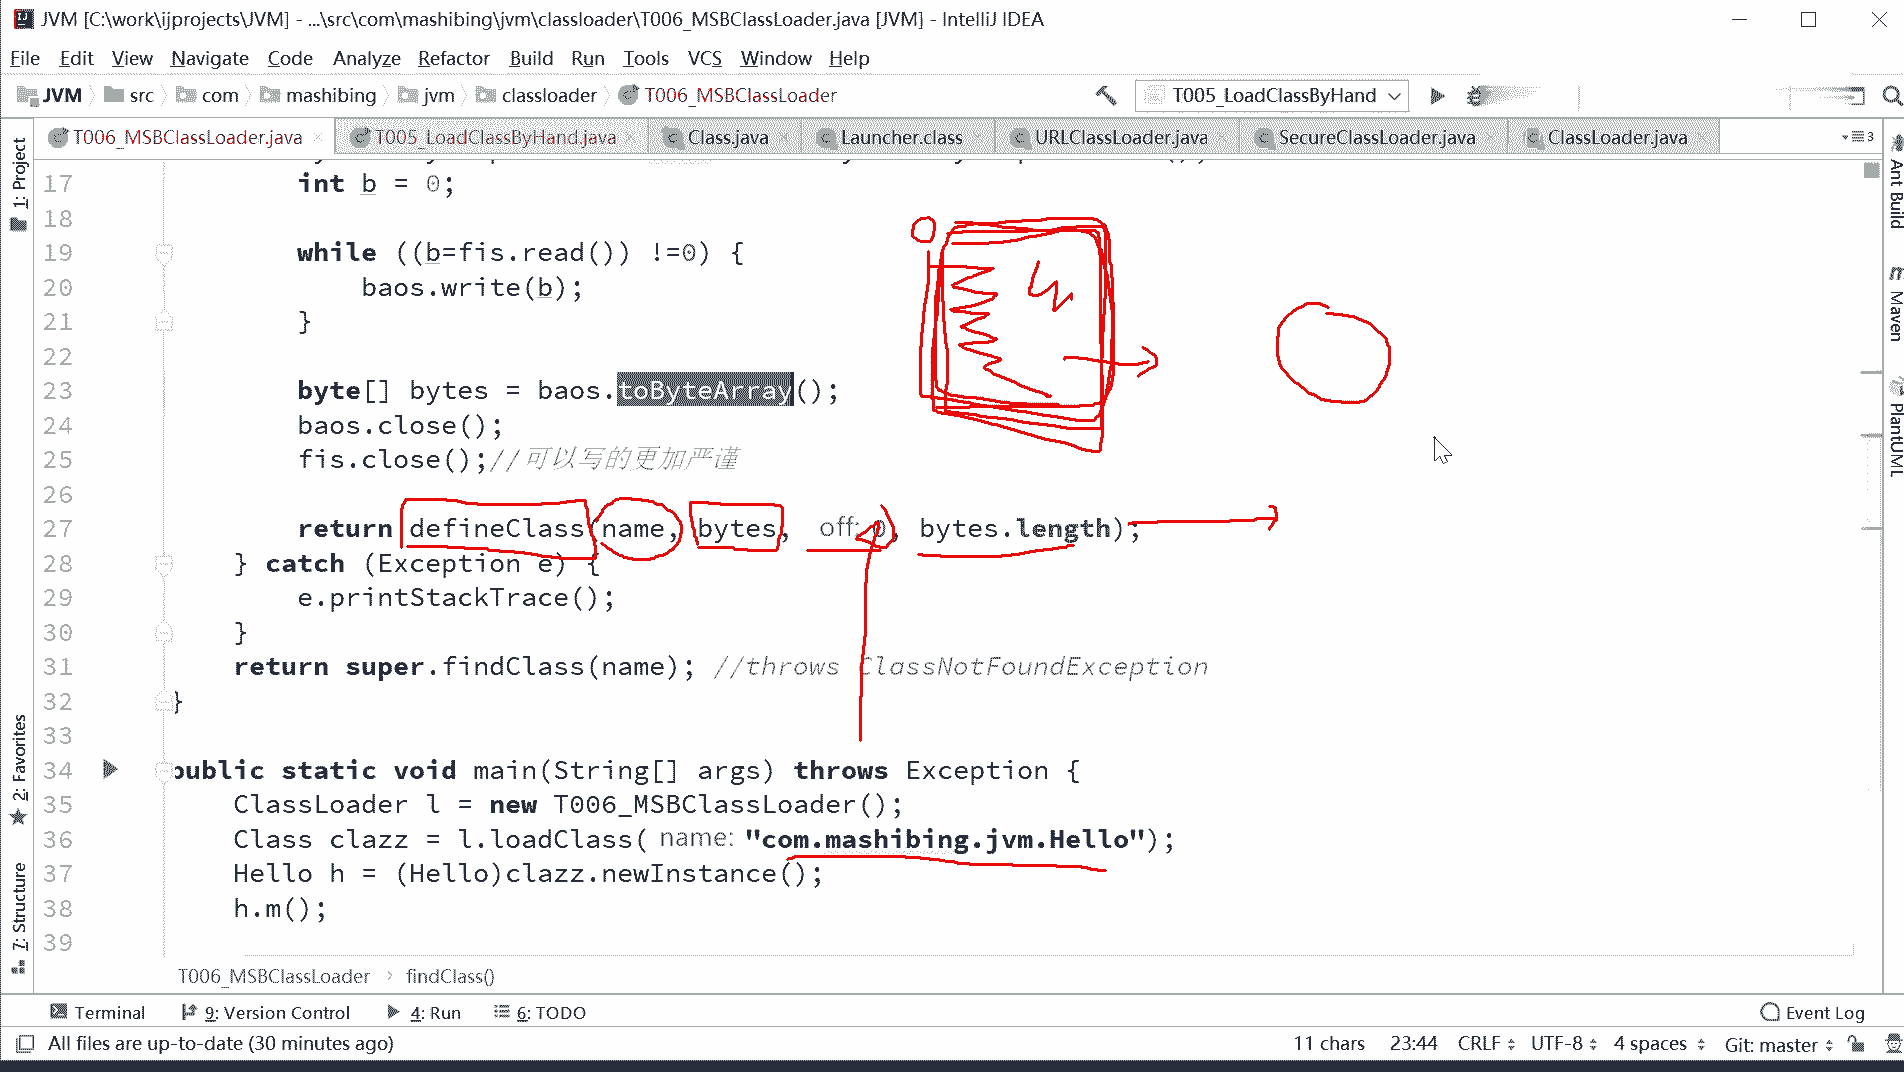 JVM [C:\work\ijprojects\JVM] - ...\src\com\mashibing\jvm\classloader\T006_MSBClassLoader.java [JVM] - IntelliJ IDEA
File Edit View Navigate Code Analyze Refactor Build Run Tools VCS Window Help
JVM src com mashibing jvm classloader T006_MSBClassLoader T005_LoadClassByHand
T006_MSBClassLoader.java T005_LoadClassByHand.java Class.java Launcher.class URLClassLoader.java SecureClassLoader.java ClassLoader.java 3
1: Project
2: Favorites
7: Structure
17 int b = 0;
18
19 while ((b=fis.read()) !=0) {
20 baos.write(b);
21 }
22
23 byte[] bytes = baos.toByteArray();
24 baos.close();
25 fis.close();//可以写的更加严谨
26
27 return defineClass(name, bytes, off: 0, bytes.length);
28 } catch (Exception e) {
29 e.printStackTrace();
30 }
31 return super.findClass(name); //throws ClassNotFoundException
32 }
33
34 public static void main(String[] args) throws Exception {
35 ClassLoader l = new T006_MSBClassLoader();
36 Class clazz = l.loadClass( name: "com.mashibing.jvm.Hello");
37 Hello h = (Hello)clazz.newInstance();
38 h.m();
39
Ant Build
Maven
PlantUML
T006_MSBClassLoader findClass()
Terminal 9: Version Control 4: Run 6: TODO Event Log
All files are up-to-date (30 minutes ago) 11 chars 23:44 CRLF UTF-8 4 spaces Git: master